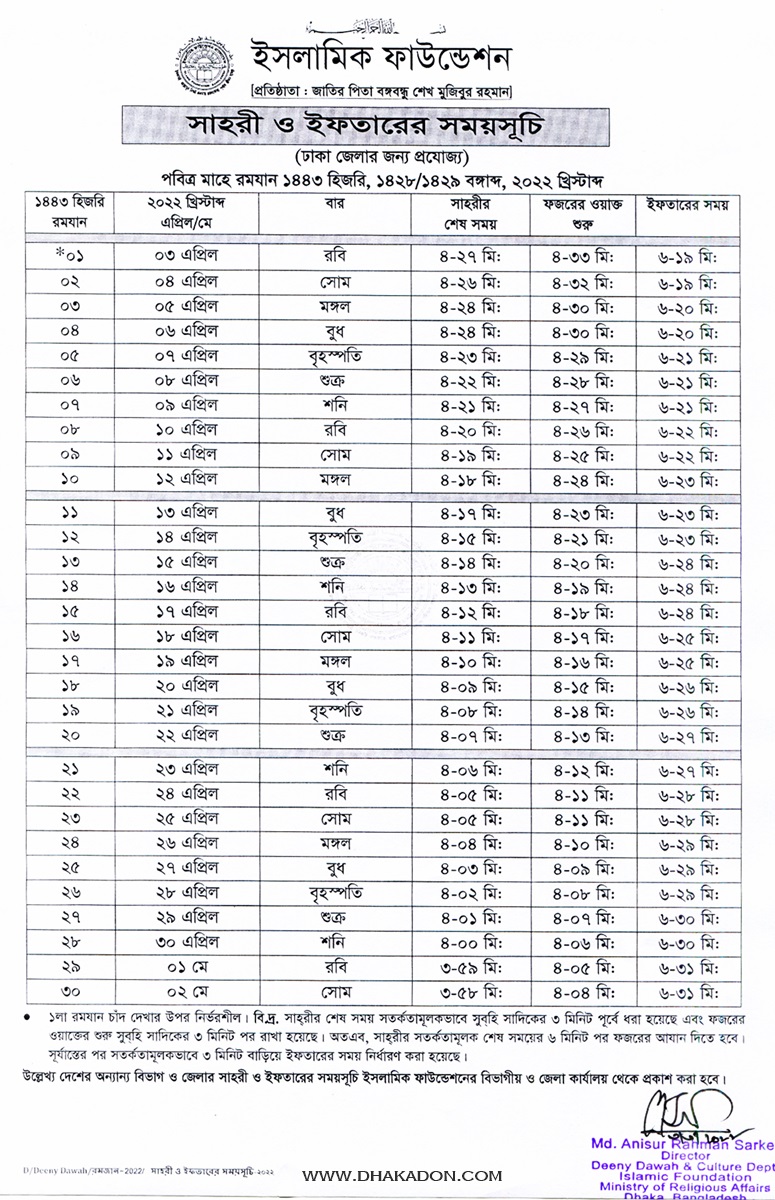 ইসলামিক ফাউন্ডেশন
[প্রতিষ্ঠাতা : জাতির পিতা বঙ্গবন্ধু শেখ মুজিবুর রহমান]
সাহরী ও ইফতারের সময়সূচি
(ঢাকা জেলার জন্য প্রযোজ্য)
পবিত্র মাহে রমযান ১৪৪৩ হিজরি, ১৪২৮/১৪২৯ বঙ্গাব্দ, ২০২২ খ্রিস্টাব্দ
১৪৪৩ হিজরি ২০২২ খ্রিস্টাব্দ বার সাহরীর ফজরের ওয়াক্ত ইফতারের সময়
রমযান এপ্রিল/মে শেষ সময় শুরু
*০১ ০৩ এপ্রিল রবি ৪-২৭ মি: ৪-৩৩ মি: ৬-১৯ মি:
০২ ০৪ এপ্রিল সোম ৪-২৬ মি: ৪-৩২ মি: ৬-১৯ মি:
০৩ ০৫ এপ্রিল মঙ্গল ৪-২৪ মি: ৪-৩০ মি: ৬-২০ মি:
০৪ ০৬ এপ্রিল বুধ ৪-২৪ মি: ৪-৩০ মি: ৬-২০ মি:
০৫ ০৭ এপ্রিল বৃহস্পতি ৪-২৩ মি: ৪-২৯ মি: ৬-২১ মি:
০৬ ০৮ এপ্রিল শুক্র ৪-২২ মি: ৪-২৮ মি: ৬-২১ মি:
০৭ ০৯ এপ্রিল শনি ৪-২১ মি: ৪-২৭ মি: ৬-২১ মি:
০৮ ১০ এপ্রিল রবি ৪-২০ মি: ৪-২৬ মি: ৬-২২ মি:
০৯ ১১ এপ্রিল সোম ৪-১৯ মি: ৪-২৫ মি: ৬-২২ মি:
১০ ১২ এপ্রিল মঙ্গল ৪-১৮ মি: ৪-২৪ মি: ৬-২৩ মি:
১১ ১৩ এপ্রিল বুধ ৪-১৭ মি: ৪-২৩ মি: ৬-২৩ মি:
১২ ১৪ এপ্রিল বৃহস্পতি ৪-১৫ মি: ৪-২১ মি: ৬-২৩ মি:
১৩ ১৫ এপ্রিল শুক্র ৪-১৪ মি: ৪-২০ মি: ৬-২৪ মি:
১৪ ১৬ এপ্রিল শনি ৪-১৩ মি: ৪-১৯ মি: ৬-২৪ মি:
১৫ ১৭ এপ্রিল রবি ৪-১২ মি: ৪-১৮ মি: ৬-২৪ মি:
১৬ ১৮ এপ্রিল সোম ৪-১১ মি: ৪-১৭ মি: ৬-২৫ মি:
১৭ ১৯ এপ্রিল মঙ্গল ৪-১০ মি: ৪-১৬ মি: ৬-২৫ মি:
১৮ ২০ এপ্রিল বুধ ৪-০৯ মি: ৪-১৫ মি: ৬-২৬ মি:
১৯ ২১ এপ্রিল বৃহস্পতি ৪-০৮ মি: ৪-১৪ মি: ৬-২৬ মি:
২০ ২২ এপ্রিল শুক্র ৪-০৭ মি: ৪-১৩ মি: ৬-২৭ মি:
২১ ২৩ এপ্রিল শনি ৪-০৬ মি: ৪-১২ মি: ৬-২৭ মি:
২২ ২৪ এপ্রিল রবি ৪-০৫ মি: ৪-১১ মি: ৬-২৮ মি:
২৩ ২৫ এপ্রিল সোম ৪-০৫ মি: ৪-১১ মি: ৬-২৮ মি:
২৪ ২৬ এপ্রিল মঙ্গল ৪-০৪ মি: ৪-১০ মি: ৬-২৯ মি:
২৫ ২৭ এপ্রিল বুধ ৪-০৩ মি: ৪-০৯ মি: ৬-২৯ মি:
২৬ ২৮ এপ্রিল বৃহস্পতি ৪-০২ মি: ৪-০৮ মি: ৬-২৯ মি:
২৭ ২৯ এপ্রিল শুক্র ৪-০১ মি: ৪-০৭ মি: ৬-৩০ মি:
২৮ ৩০ এপ্রিল শনি ৪-০০ মি: ৪-০৬ মি: ৬-৩০ মি:
২৯ ০১ মে রবি ৩-৫৯ মি: ৪-০৫ মি: ৬-৩১ মি:
৩০ ০২ মে সোম ৩-৫৮ মি: ৪-০৪ মি: ৬-৩১ মি:
• ১লা রমযান চাঁদ দেখার উপর নির্ভরশীল। বি.দ্র. সাহ্‌রীর শেষ সময় সতর্কতামূলকভাবে সুব্‌হি সাদিকের ৩ মিনিট পূর্বে ধরা হয়েছে এবং ফজরের
ওয়াক্তের শুরু সুব্‌হি সাদিকের ৩ মিনিট পর রাখা হয়েছে। অতএব, সাহ্‌রীর সতর্কতামূলক শেষ সময়ের ৬ মিনিট পর ফজরের আযান দিতে হবে।
সূর্যাস্তের পর সতর্কতামূলকভাবে ৩ মিনিট বাড়িয়ে ইফতারের সময় নির্ধারণ করা হয়েছে।
উল্লেখ্য দেশের অন্যান্য বিভাগ ও জেলার সাহরী ও ইফতারের সময়সূচি ইসলামিক ফাউন্ডেশনের বিভাগীয় ও জেলা কার্যালয় থেকে প্রকাশ করা হবে।
Md. Anisur Rahman Sarke
Director
Deeny Dawah & Culture Dept
Islamic Foundation
Ministry of Religious Affairs
Dhaka, Bangladesh
D/Deeny Dawah/রমজান-2022/ সাহরী ও ইফতারের সময়সূচি-২০২২
WWW.DHAKADON.COM